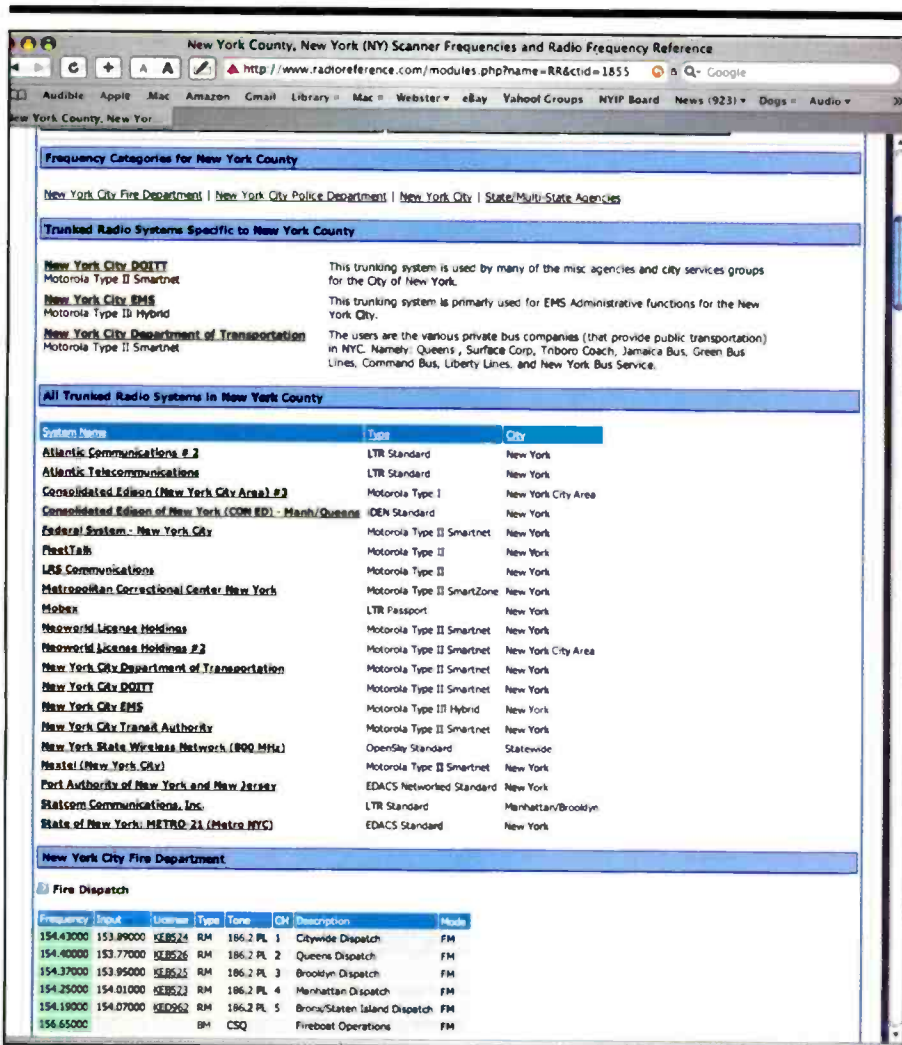 New York County, New York (NY) Scanner Frequencies and Radio Frequency Reference
C + A A http://www.radioreference.com/modules.php?name=RR&ctid=1855 Q- Google
Audible Apple Mac Amazon Gmail Library Mac Webster eBay Yahoo! Groups NYIP Board News (923) Dogs Audio
New York County, New Yor
Frequency Categories for New York County
New York City Fire Department | New York City Police Department | New York City | State/Multi-State Agencies
Trunked Radio Systems Specific to New York County
New York City DOITT
Motorola Type II Smartnet
This trunking system is used by many of the misc agencies and city services groups
for the City of New York.
New York City EMS
Motorola Type IIi Hybrid
This trunking system is primarly used for EMS Administrative functions for the New
York City.
New York City Department of Transportation
Motorola Type II Smartnet
The users are the various private bus companies (that provide public transportation)
in NYC. Namely: Queens , Surface Corp, Triboro Coach, Jamaica Bus, Green Bus
Lines, Command Bus, Liberty Lines, and New York Bus Service.
All Trunked Radio Systems in New York County
System Name Type City
Atlantic Communications # 2 LTR Standard New York
Atlantic Telecommunications LTR Standard New York
Consolidated Edison (New York City Area) #3 Motorola Type I New York City Area
Consolidated Edison of New York (CON ED) - Manh/Queens iDEN Standard New York
Federal System - New York City Motorola Type II Smartnet New York
FleetTalk Motorola Type II New York
LRS Communications Motorola Type II New York
Metropolitan Correctional Center New York Motorola Type II SmartZone New York
Mobex LTR Passport New York
Neoworld License Holdings Motorola Type II Smartnet New York
Neoworld License Holdings #2 Motorola Type II Smartnet New York City Area
New York City Department of Transportation Motorola Type II Smartnet New York
New York City DOITT Motorola Type II Smartnet New York
New York City EMS Motorola Type IIi Hybrid New York
New York City Transit Authority Motorola Type II Smartnet New York
New York State Wireless Network (800 MHz) OpenSky Standard Statewide
Nextel (New York City) Motorola Type II Smartnet New York
Port Authority of New York and New Jersey EDACS Networked Standard New York
Statcom Communications, Inc. LTR Standard Manhattan/Brooklyn
State of New York: METRO-21 (Metro NYC) EDACS Standard New York
New York City Fire Department
Fire Dispatch
Frequency Input License Type Tone CH Description Mode
154.43000 153.89000 KEB524 RM 186.2 PL 1 Citywide Dispatch FM
154.40000 153.77000 KEB526 RM 186.2 PL 2 Queens Dispatch FM
154.37000 153.95000 KEB525 RM 186.2 PL 3 Brooklyn Dispatch FM
154.25000 154.01000 KEB523 RM 186.2 PL 4 Manhattan Dispatch FM
154.19000 154.07000 KED962 RM 186.2 PL 5 Bronx/Staten Island Dispatch FM
156.65000 BM CSQ Fireboat Operations FM